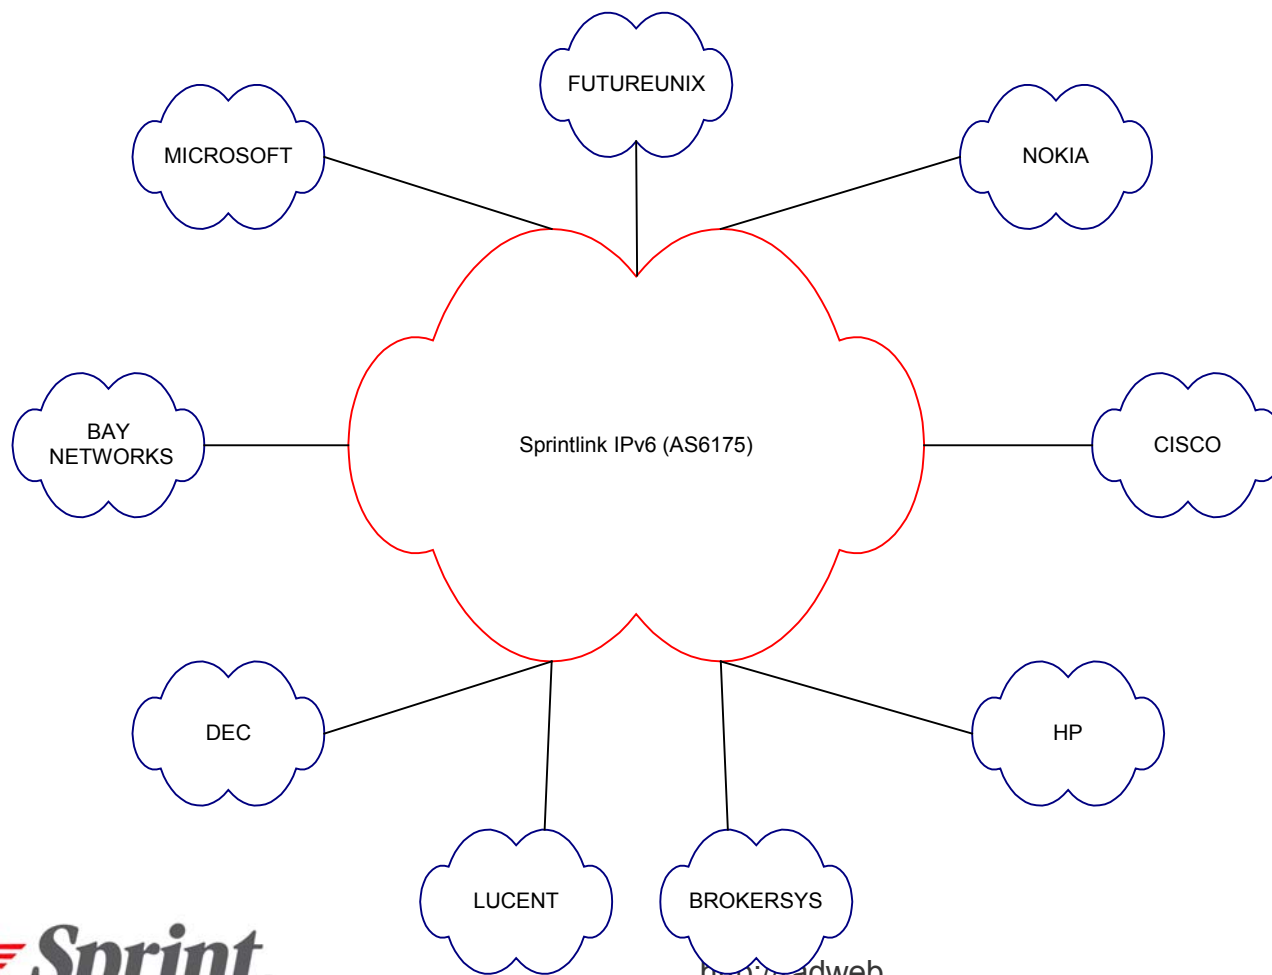 FUTUREUNIX
MICROSOFT
NOKIA
BAY
NETWORKS
Sprintlink IPv6 (AS6175)
CISCO
DEC
HP
LUCENT
BROKERSYS
Sprint